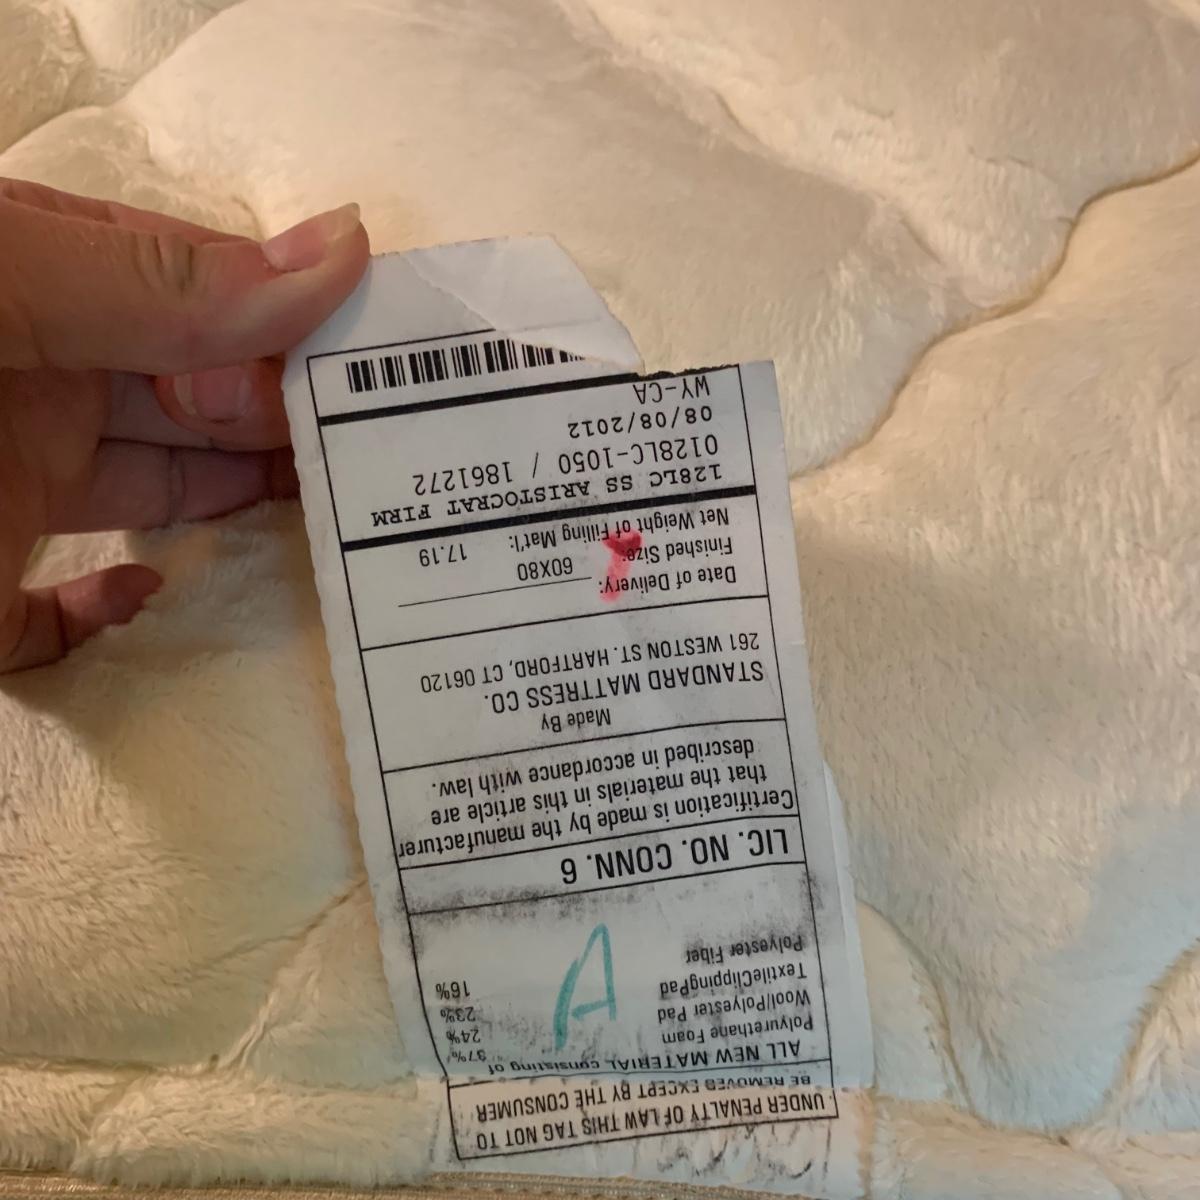 UNDER PENALTY OF LAW THIS TAG NOT TO
BE REMOVED EXCEPT BY THE CONSUMER
ALL NEW MATERIAL consisting of
Polyurethane Foam 37%
Wool/Polyester Pad 24%
TextileClippingPad 23%
Polyester Fiber 16%
A
LIC. NO. CONN. 6
Certification is made by the manufacturer
that the materials in this article are
described in accordance with law.
Made By
STANDARD MATTRESS CO.
261 WESTON ST. HARTFORD, CT 06120
Date of Delivery:
Finished Size: 60X80
Net Weight of Filling Mat'l: 17.19
128LC SS ARISTOCRAT FIRM
0128LC-1050 / 1861272
08/08/2012
WY-CA